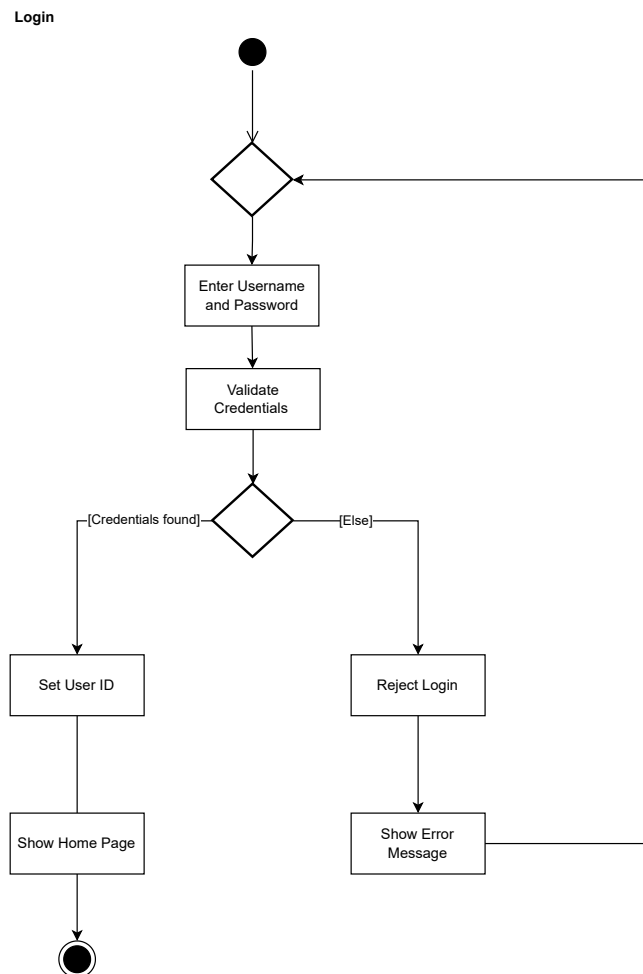 Login
Enter Username
and Password
Validate
Credentials
[Credentials found]
[Else]
Set User ID
Reject Login
Show Home Page
Show Error
Message